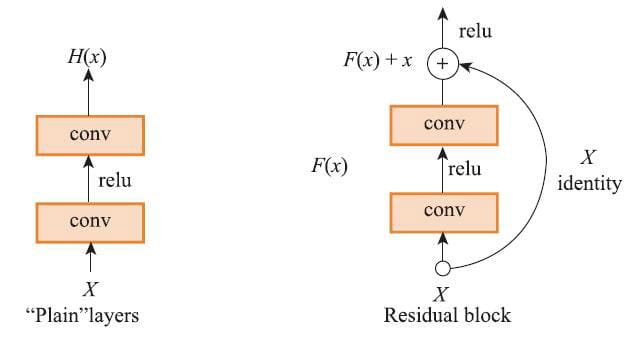 H(x)
conv
relu
conv
X
“Plain”layers
relu
F(x) + x
+
conv
F(x)
relu
X
identity
conv
X
Residual block